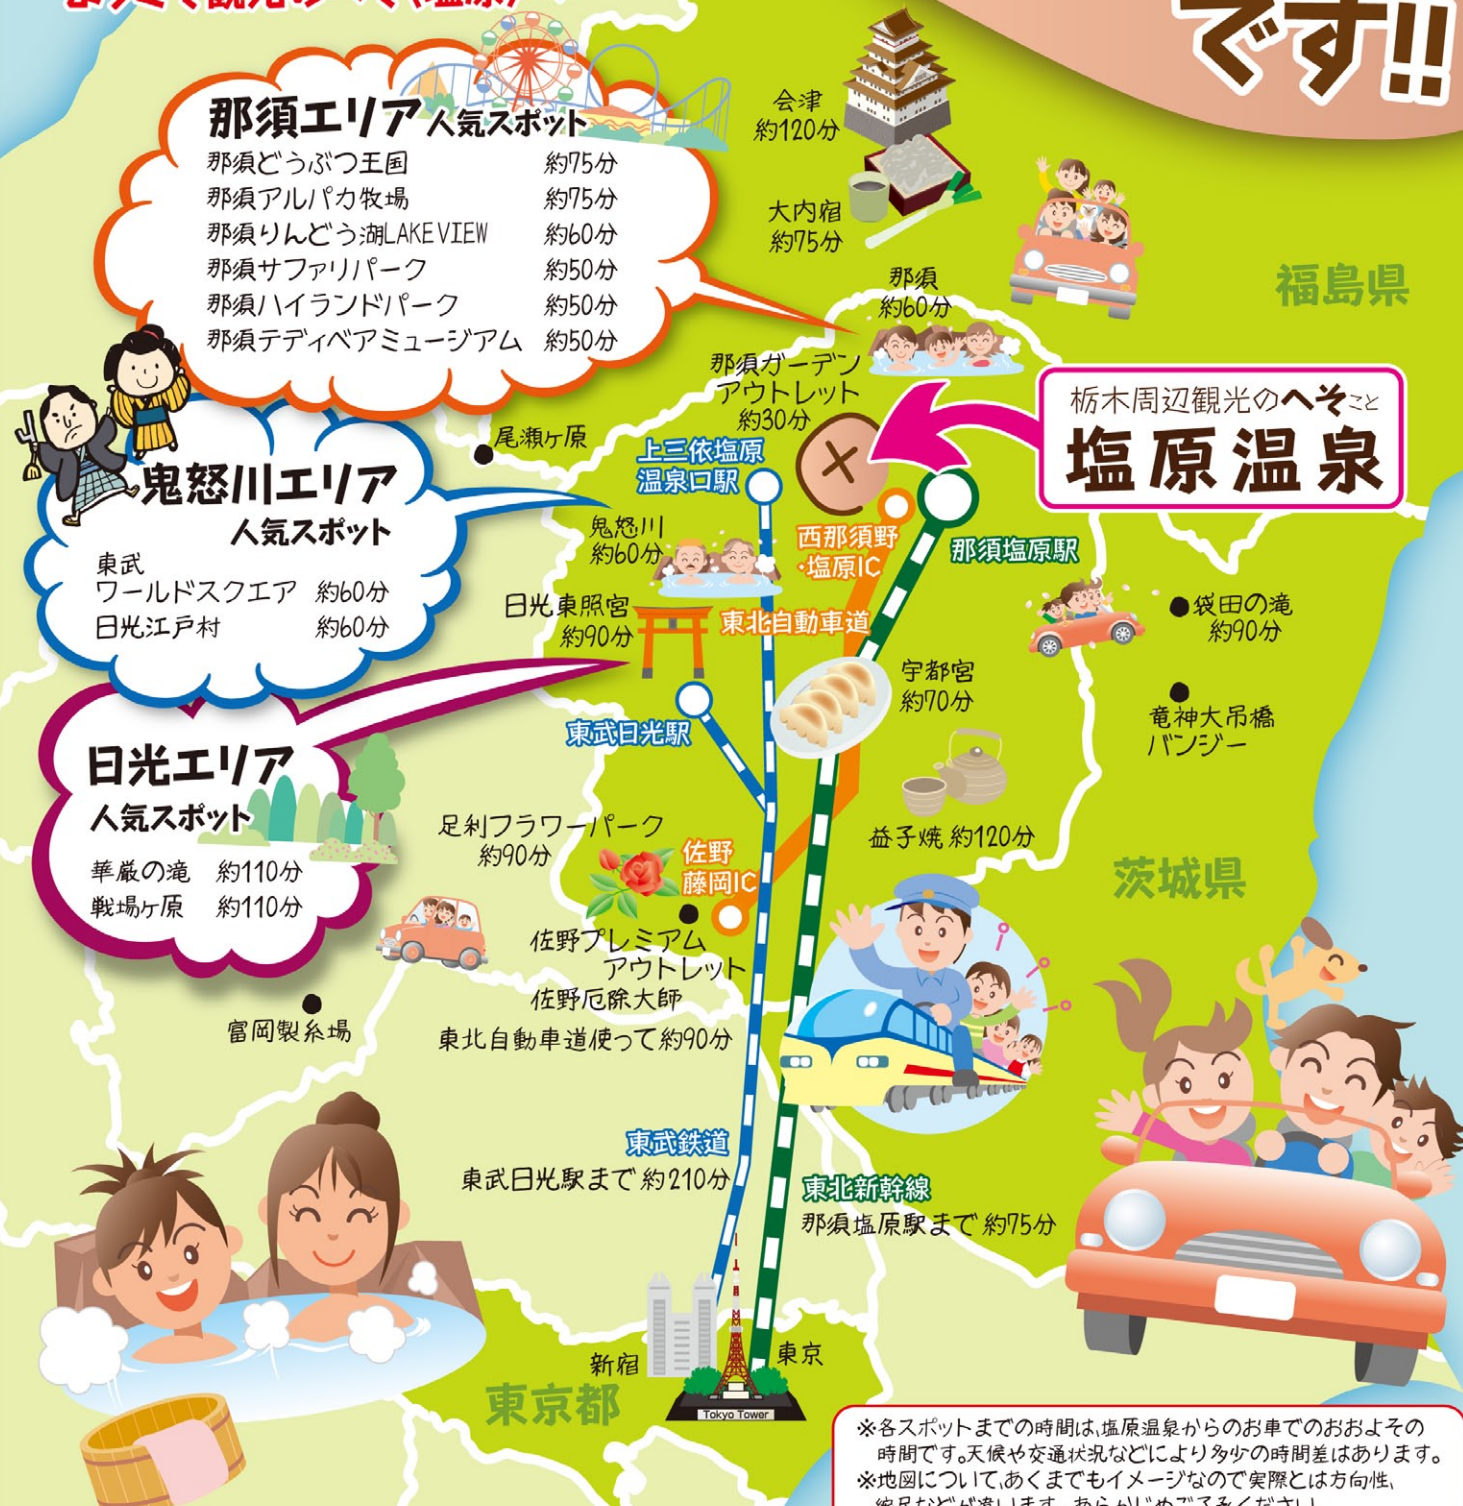 です!!
那須エリア人気スポット
那須どうぶつ王国 約75分
那須アルパカ牧場 約75分
那須りんどう湖LAKE VIEW 約60分
那須サファリパーク 約50分
那須ハイランドパーク 約50分
那須テディベアミュージアム 約50分
会津
約120分
大内宿
約75分
那須
約60分
福島県
那須ガーデン
アウトレット
約30分
栃木周辺観光のへそこと
塩原温泉
尾瀬ヶ原
上三依塩原
温泉口駅
鬼怒川エリア
人気スポット
東武
ワールドスクエア 約60分
日光江戸村 約60分
鬼怒川
約60分
西那須野
・塩原IC
那須塩原駅
日光東照宮
約90分
東北自動車道
袋田の滝
約90分
宇都宮
約70分
竜神大吊橋
バンジー
東武日光駅
日光エリア
人気スポット
華厳の滝 約110分
戦場ヶ原 約110分
足利フラワーパーク
約90分
佐野
藤岡IC
益子焼 約120分
茨城県
佐野プレミアム
アウトレット
佐野厄除大師
東北自動車道使って約90分
富岡製糸場
東武鉄道
東武日光駅まで約210分
東北新幹線
那須塩原駅まで約75分
新宿
東京
東京都
Tokyo Tower
※各スポットまでの時間は、塩原温泉からのお車でのおおよその
時間です。天候や交通状況などにより多少の時間差はあります。
※地図について、あくまでもイメージなので実際とは方向性、